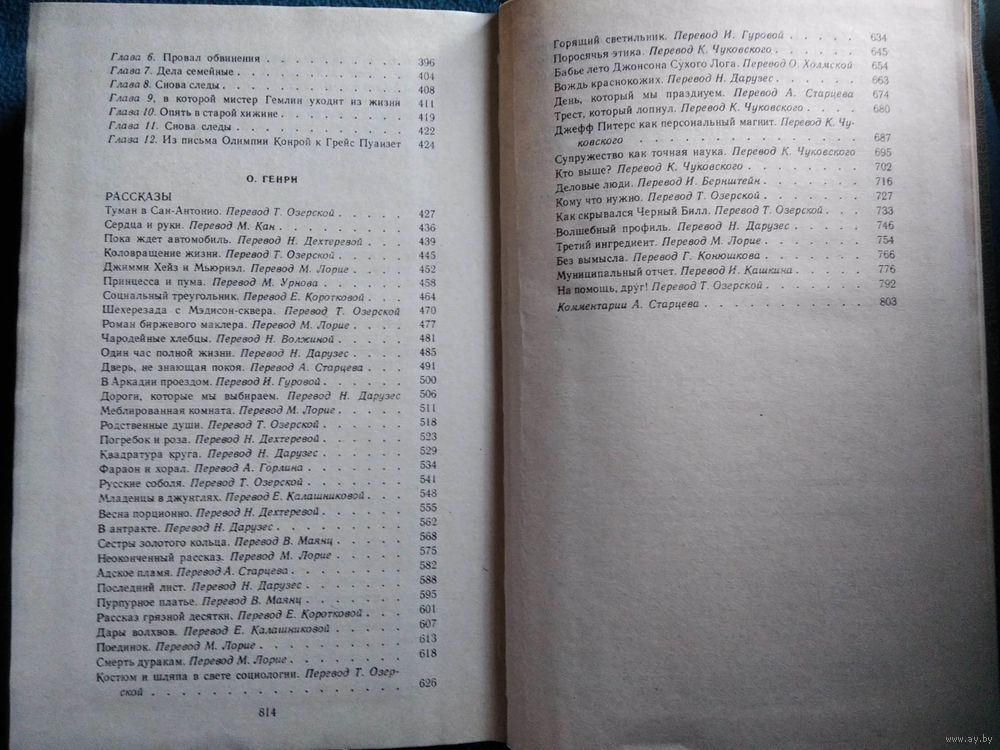 Глава 6. Провал обвинения . . . . . . . . . . 396
Глава 7. Дела семейные . . . . . . . . . . . 404
Глава 8. Снова следы . . . . . . . . . . . . 408
Глава 9, в которой мистер Гемлин уходит из жизни 411
Глава 10. Опять в старой хижине . . . . . . . . 419
Глава 11. Снова следы . . . . . . . . . . . 422
Глава 12. Из письма Олимпии Конрой к Грейс Пуанзет 424
О. ГЕНРИ
РАССКАЗЫ
Туман в Сан-Антонио. Перевод Т. Озерской . . . . . 427
Сердца и руки. Перевод М. Кан . . . . . . . . 436
Пока ждет автомобиль. Перевод Н. Дехтеревой . . . . 439
Коловращение жизни. Перевод Т. Озерской . . . . . 445
Джимми Хейз и Мьюриэл. Перевод М. Лорие . . . . 452
Принцесса и пума. Перевод М. Урнова . . . . . . 458
Социальный треугольник. Перевод Е. Коротковой . . . 464
Шехерезада с Мэдисон-сквера. Перевод Т. Озерской 470
Роман биржевого маклера. Перевод М. Лорие . . . . 477
Чародейные хлебцы. Перевод Н. Волжиной . . . . . 481
Один час полной жизни. Перевод Н. Дарузес . . . . 485
Дверь, не знающая покоя. Перевод А. Старцева . . . 491
В Аркадии проездом. Перевод И. Гуровой . . . . . 500
Дороги, которые мы выбираем. Перевод Н. Дарузес 506
Меблированная комната. Перевод М. Лорие . . . . . 511
Родственные души. Перевод Т. Озерской . . . . . . 518
Погребок и роза. Перевод Н. Дехтеревой . . . . . 523
Квадратура круга. Перевод Н. Дарузес . . . . . . 529
Фараон и хорал. Перевод А. Горлина . . . . . . 534
Русские соболя. Перевод Т. Озерской . . . . . . 541
Младенцы в джунглях. Перевод Е. Калашниковой . . . 548
Весна порционно. Перевод Н. Дехтеревой . . . . . 555
В антракте. Перевод Н. Дарузес . . . . . . . . 562
Сестры золотого кольца. Перевод В. Маянц . . . . . 568
Неоконченный рассказ. Перевод М. Лорие . . . . . 575
Адское пламя. Перевод А. Старцева . . . . . . . 582
Последний лист. Перевод Н. Дарузес . . . . . . 588
Пурпурное платье. Перевод В. Маянц . . . . . . 595
Рассказ грязной десятки. Перевод Е. Коротковой . . . 601
Дары волхвов. Перевод Е. Калашниковой . . . . . 607
Поединок. Перевод М. Лорие . . . . . . . . . 613
Смерть дуракам. Перевод М. Лорие . . . . . . . 618
Костюм и шляпа в свете социологии. Перевод Т. Озер-
ской . . . . . . . . . . . . . . . 626
814
Горящий светильник. Перевод И. Гуровой . . . . . 634
Поросячья этика. Перевод К. Чуковского . . . . . 645
Бабье лето Джонсона Сухого Лога. Перевод О. Холмской 654
Вождь краснокожих. Перевод Н. Дарузес . . . . . 663
День, который мы празднуем. Перевод А. Старцева 674
Трест, который лопнул. Перевод К. Чуковского . . . . 680
Джефф Питерс как персональный магнит. Перевод К. Чу-
ковского . . . . . . . . . . . . . . 687
Супружество как точная наука. Перевод К. Чуковского 695
Кто выше? Перевод К. Чуковского . . . . . . . 702
Деловые люди. Перевод И. Бернштейн . . . . . . 716
Кому что нужно. Перевод Т. Озерской . . . . . . 727
Как скрывался Черный Билл. Перевод Т. Озерской . . . 733
Волшебный профиль. Перевод Н. Дарузес . . . . . 746
Третий ингредиент. Перевод М. Лорие . . . . . . 754
Без вымысла. Перевод Г. Конюшкова . . . . . . 766
Муниципальный отчет. Перевод И. Кашкина . . . . . 776
На помощь, друг! Перевод Т. Озерской . . . . . . 792
Комментарии А. Старцева . . . . . . . . . . 803
www.ay.by